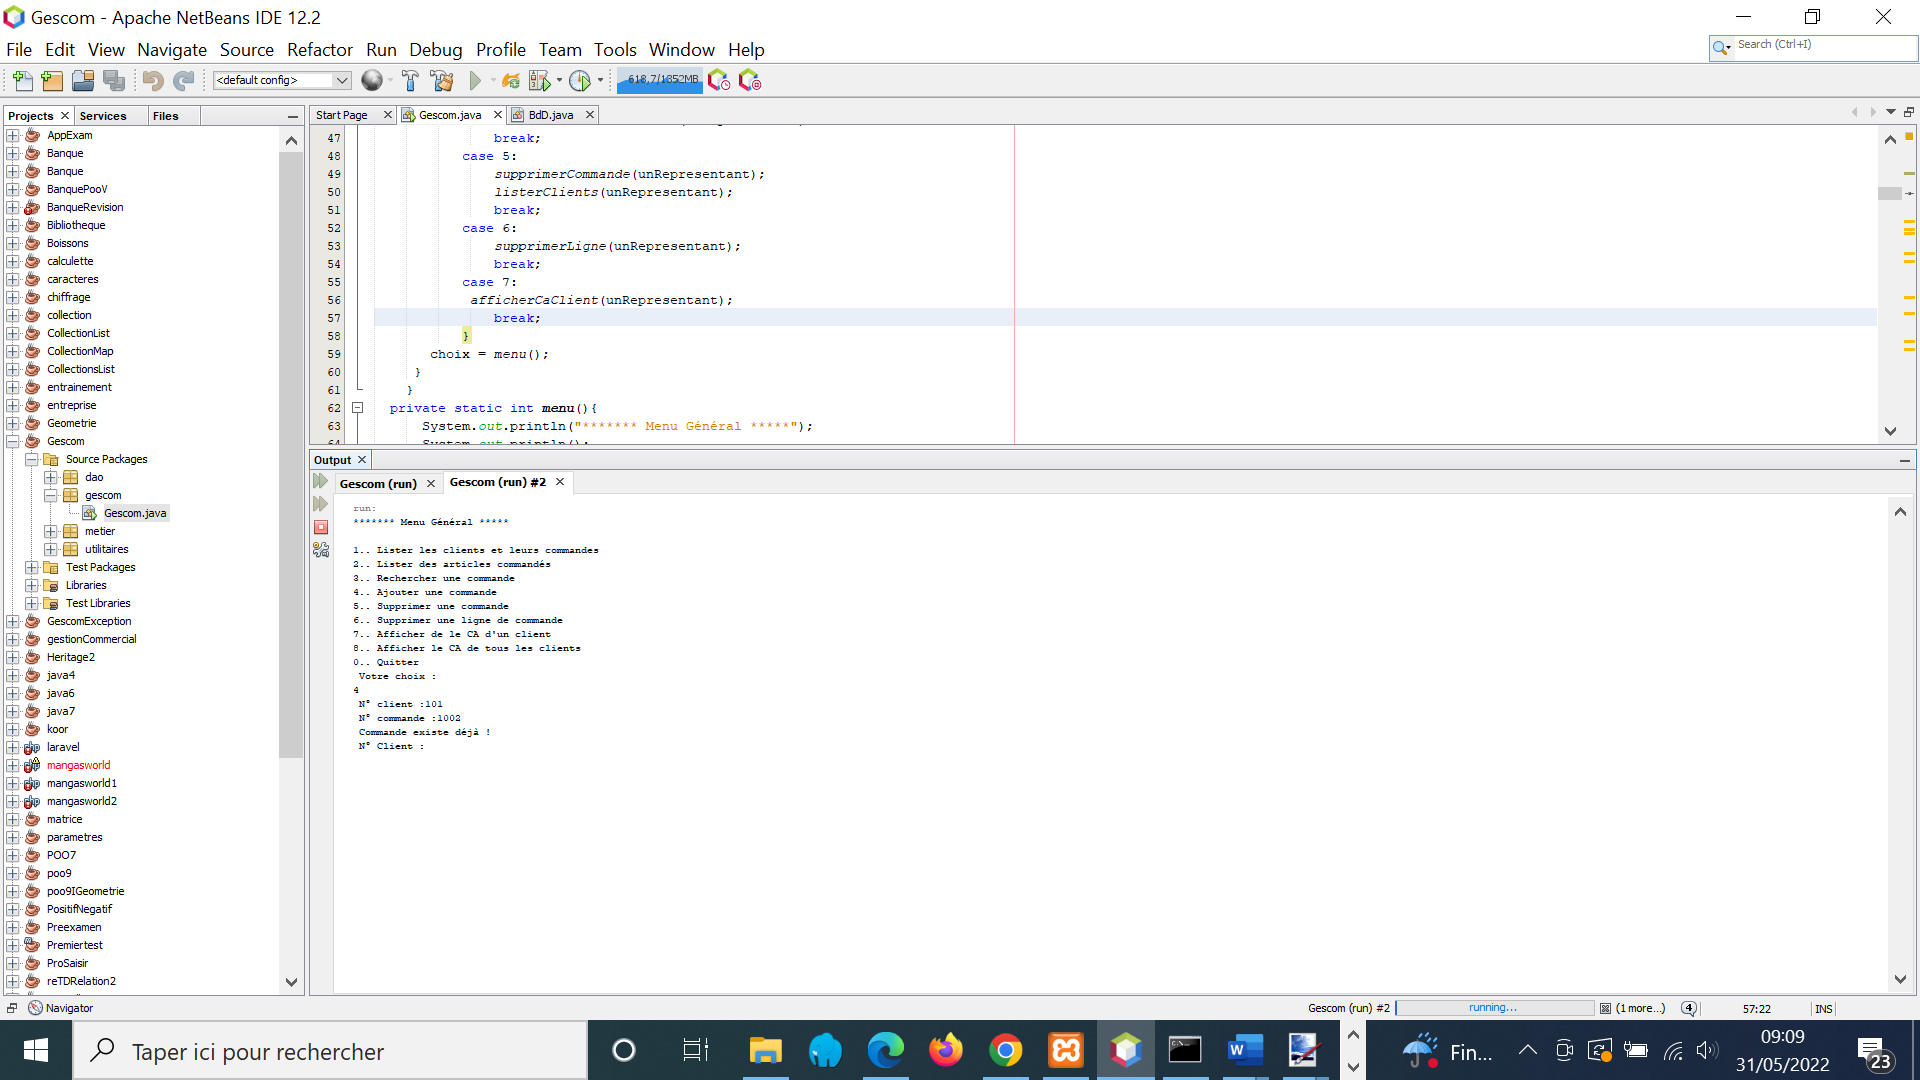 Gescom - Apache NetBeans IDE 12.2
File Edit View Navigate Source Refactor Run Debug Profile Team Tools Window Help
Search (Ctrl+I)
<default config>
618,7/1352MB
Projects Services Files
Start Page Gescom.java BdD.java
AppExam
Banque
Banque
BanquePooV
BanqueRevision
Bibliotheque
Boissons
calculette
caracteres
chiffrage
collection
CollectionList
CollectionMap
CollectionsList
entrainement
entreprise
Geometrie
Gescom
Source Packages
dao
gescom
Gescom.java
metier
utilitaires
Test Packages
Libraries
Test Libraries
GescomException
gestionCommercial
Heritage2
java4
java6
java7
koor
laravel
mangasworld
mangasworld1
mangasworld2
matrice
parametres
POO7
poo9
poo9IGeometrie
PositifNegatif
Preexamen
Premiertest
ProSaisir
reTDRelation2
47 break;
48 case 5:
49 supprimerCommande(unRepresentant);
50 listerClients(unRepresentant);
51 break;
52 case 6:
53 supprimerLigne(unRepresentant);
54 break;
55 case 7:
56 afficherCaClient(unRepresentant);
57 break;
58 }
59 choix = menu();
60 }
61 }
62 private static int menu(){
63 System.out.println("******* Menu Général *****");
64 System.out.println();
Output
Gescom (run) Gescom (run) #2
run:
******* Menu Général *****
1.. Lister les clients et leurs commandes
2.. Lister des articles commandés
3.. Rechercher une commande
4.. Ajouter une commande
5.. Supprimer une commande
6.. Supprimer une ligne de commande
7.. Afficher de le CA d'un client
8.. Afficher le CA de tous les clients
0.. Quitter
Votre choix :
4
N° client :101
N° commande :1002
Commande existe déjà !
N° Client :
Navigator
Gescom (run) #2 running... (1 more...) 4 57:22 INS
Taper ici pour rechercher
Fin...
09:09
31/05/2022
23